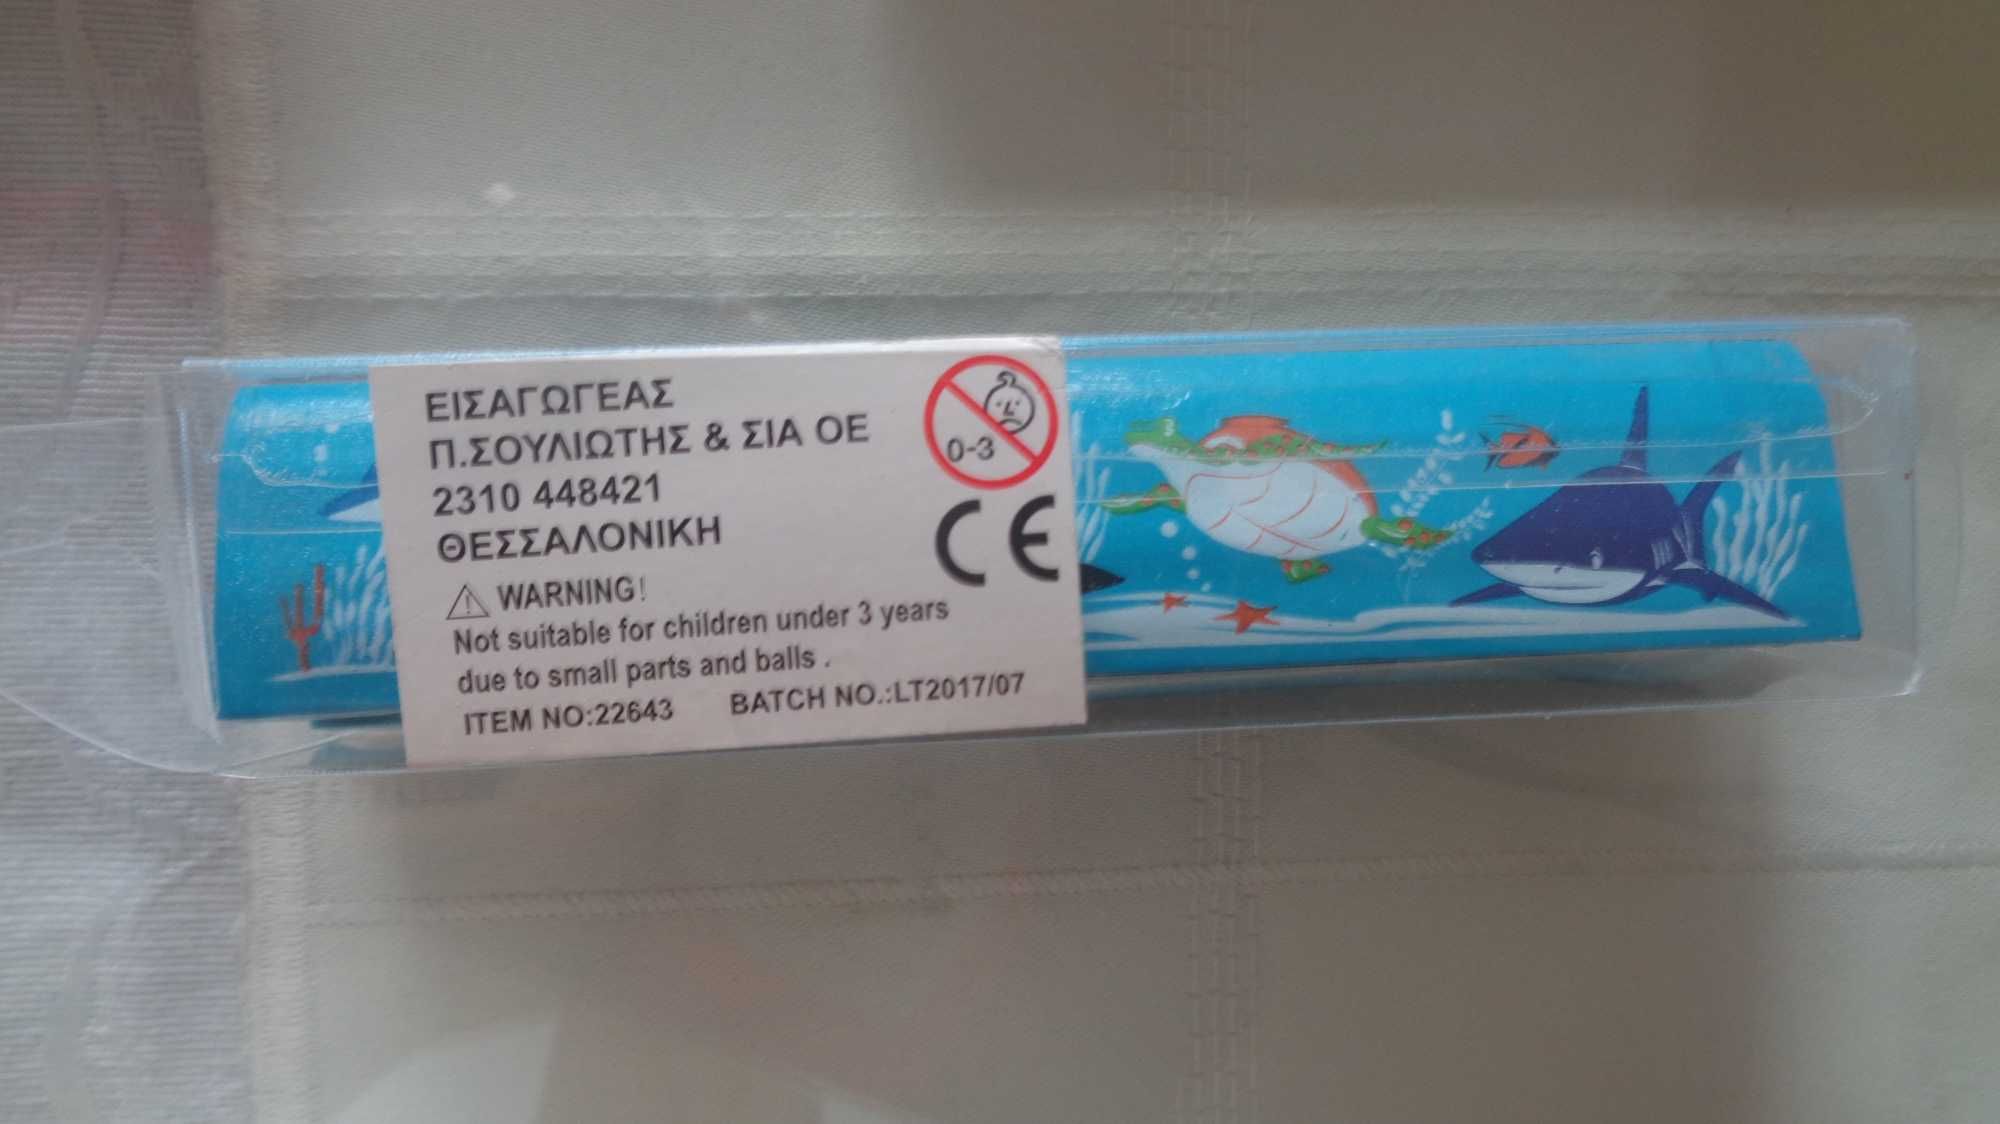 ΕΙΣΑΓΩΓΕΑΣ
Π.ΣΟΥΛΙΩΤΗΣ & ΣΙΑ ΟΕ
2310 448421
ΘΕΣΣΑΛΟΝΙΚΗ
0-3
CE
WARNING!
Not suitable for children under 3 years
due to small parts and balls .
ITEM NO:22643 BATCH NO.:LT2017/07